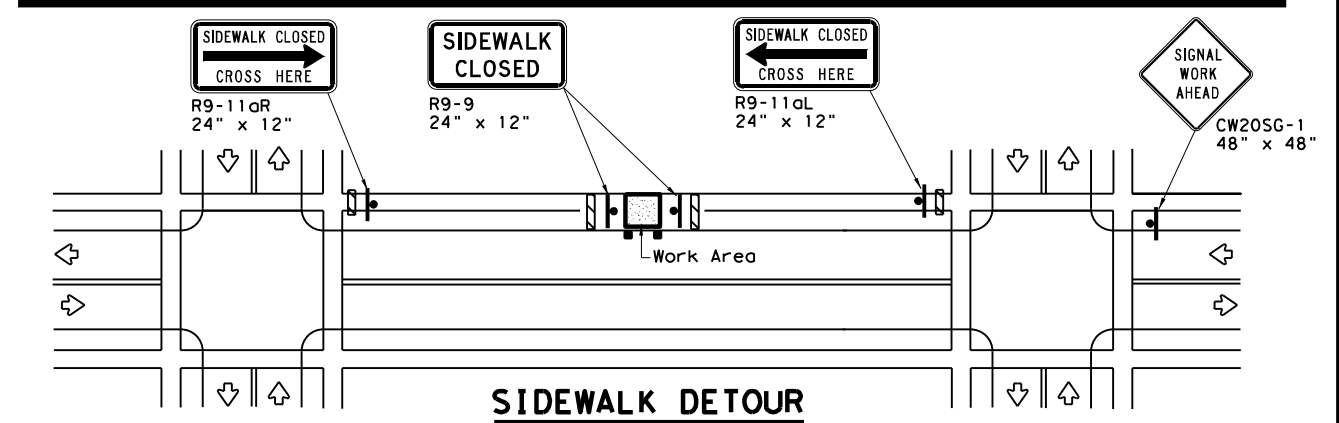 SIDEWALK CLOSED
CROSS HERE
R9-11aR
24" x 12"
SIDEWALK
CLOSED
R9-9
24" x 12"
SIDEWALK CLOSED
CROSS HERE
R9-11aL
24" x 12"
SIGNAL
WORK
AHEAD
CW20SG-1
48" x 48"
Work Area
SIDEWALK DETOUR